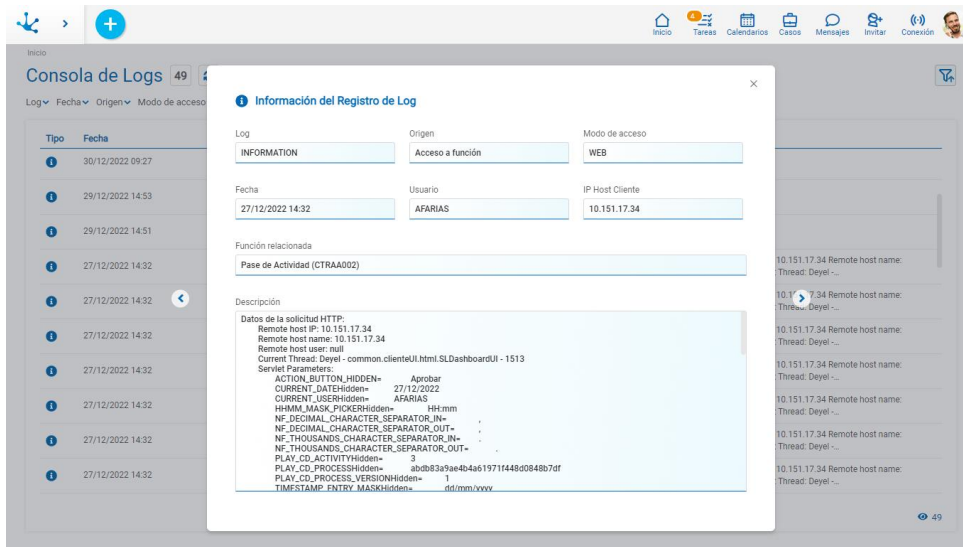 4
Inicio Tareas Calendarios Casos Mensajes Invitar Conexión
Inicio
Consola de Logs 49
Log Fecha Origen Modo de acceso
Tipo Fecha
30/12/2022 09:27
29/12/2022 14:53
29/12/2022 14:51
27/12/2022 14:32
27/12/2022 14:32
27/12/2022 14:32
27/12/2022 14:32
27/12/2022 14:32
27/12/2022 14:32
27/12/2022 14:32
Información del Registro de Log
Log Origen Modo de acceso
INFORMATION Acceso a función WEB
Fecha Usuario IP Host Cliente
27/12/2022 14:32 AFARIAS 10.151.17.34
Función relacionada
Pase de Actividad (CTRAA002)
Descripción
Datos de la solicitud HTTP:
Remote host IP: 10.151.17.34
Remote host name: 10.151.17.34
Remote host user: null
Current Thread: Deyel - common.clienteUI.html.SLDashboardUI - 1513
Servlet Parameters:
ACTION_BUTTON_HIDDEN= Aprobar
CURRENT_DATEHidden= 27/12/2022
CURRENT_USERHidden= AFARIAS
HHMM_MASK_PICKERHidden= HH:mm
NF_DECIMAL_CHARACTER_SEPARATOR_IN= ,
NF_DECIMAL_CHARACTER_SEPARATOR_OUT= ,
NF_THOUSANDS_CHARACTER_SEPARATOR_IN= .
NF_THOUSANDS_CHARACTER_SEPARATOR_OUT= .
PLAY_CD_ACTIVITYHidden= 3
PLAY_CD_PROCESSHidden= abdb83a9ae4b4a61971f448d0848b7df
PLAY_CD_PROCESS_VERSIONHidden= 1
TIMESTAMP_ENTRY_MASKHidden= dd/mm/yyyy
10.151.17.34 Remote host name:
Thread: Deyel -...
7.34 Remote host name:
Thread: Deyel -...
10.151.17.34 Remote host name:
Thread: Deyel -...
10.151.17.34 Remote host name:
Thread: Deyel -...
10.151.17.34 Remote host name:
Thread: Deyel -...
10.151.17.34 Remote host name:
Thread: Deyel -...
10.151.17.34 Remote host name:
Thread: Deyel -...
49